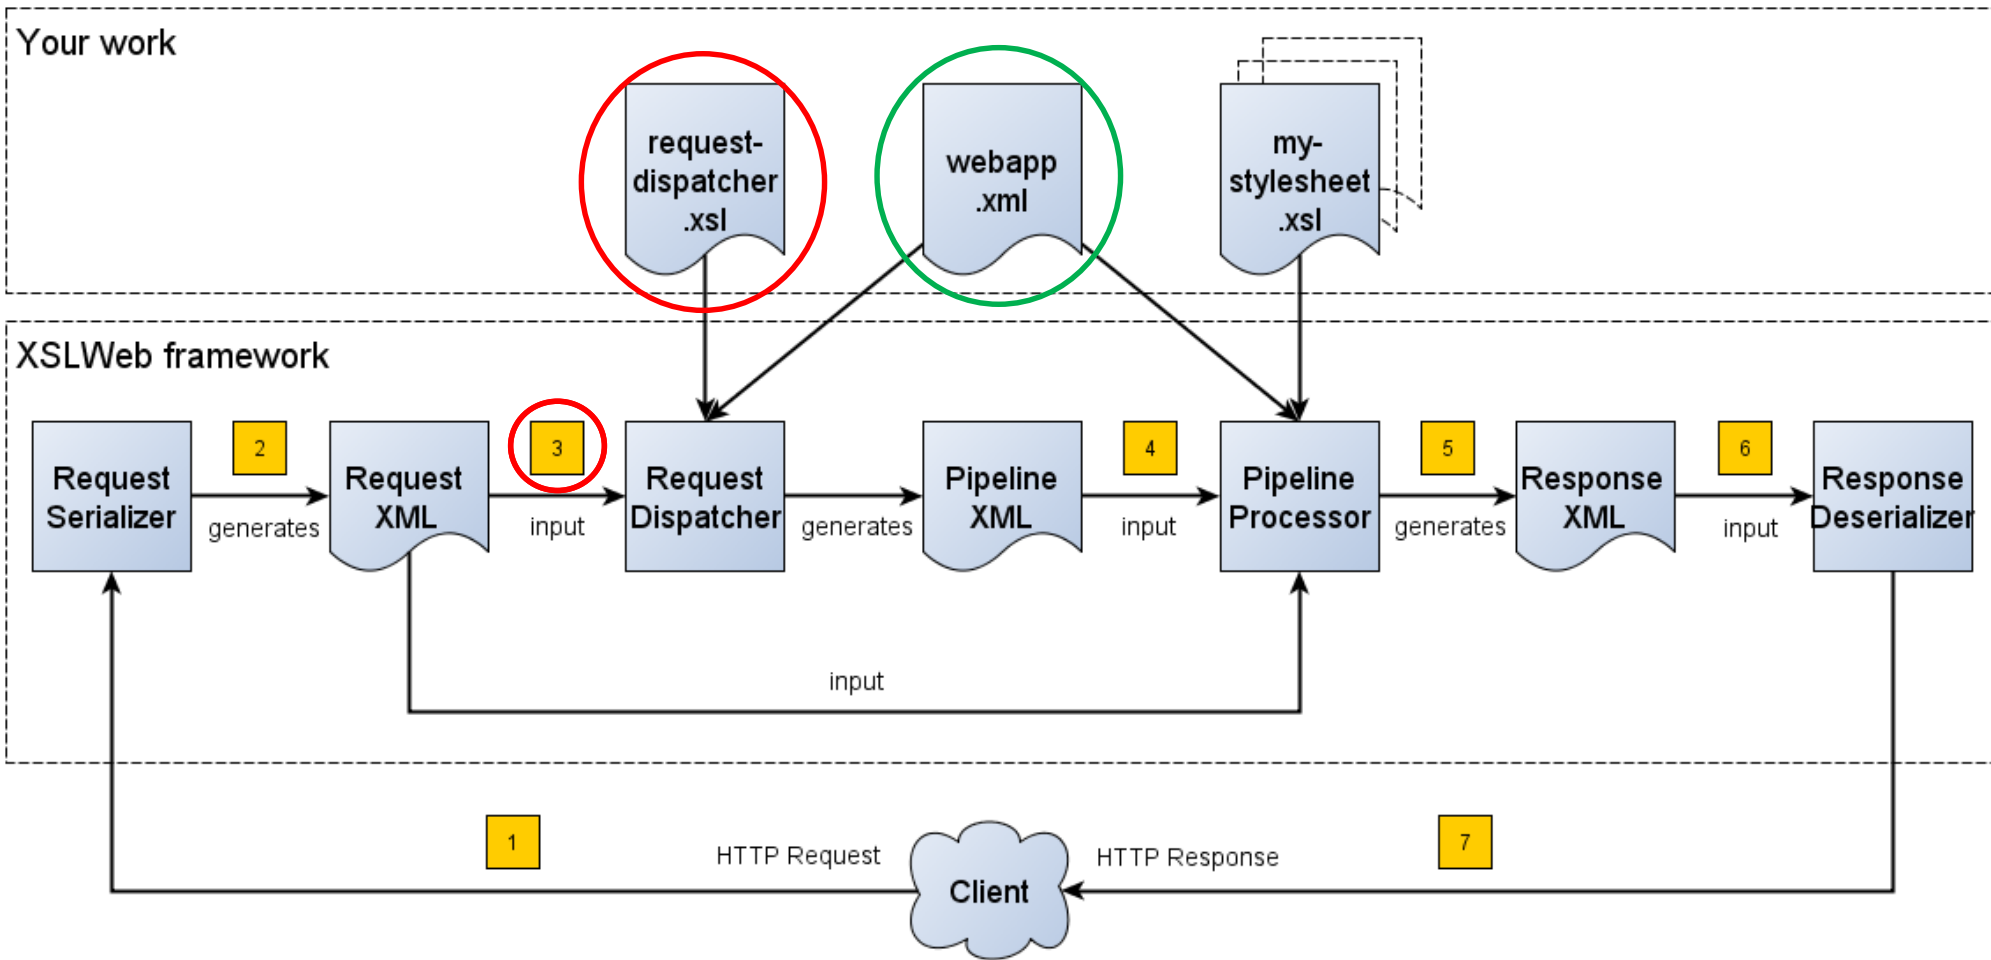 Your work
request-
dispatcher
.xsl
webapp
.xml
my-
stylesheet
.xsl
XSLWeb framework
Request
Serializer
2
generates
Request
XML
3
input
Request
Dispatcher
generates
Pipeline
XML
4
input
Pipeline
Processor
5
generates
Response
XML
6
input
Response
Deserializer
input
1
HTTP Request
Client
HTTP Response
7